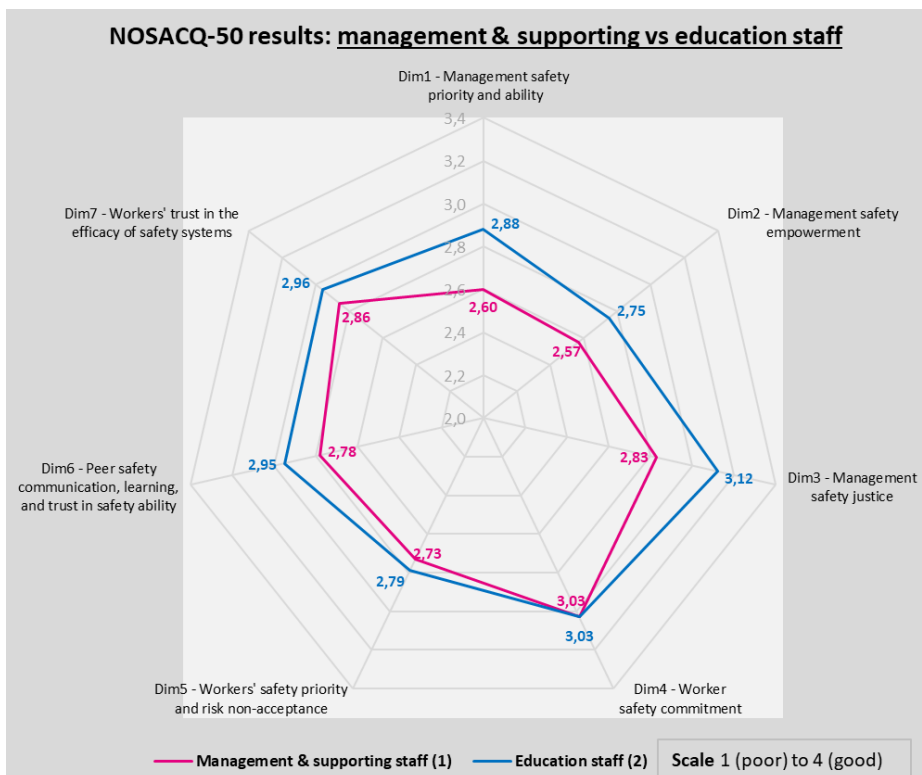 NOSACQ-50 results: management & supporting vs education staff
Dim1 - Management safety
priority and ability
3,4
3,2
3,0
2,8
2,6
2,4
2,2
2,0
Dim7 - Workers' trust in the
efficacy of safety systems
Dim2 - Management safety
empowerment
2,88
2,96
2,60
2,75
2,86
2,57
2,83
2,78
2,95
3,12
Dim6 - Peer safety
communication, learning,
and trust in safety ability
Dim3 - Management
safety justice
2,73
2,79
3,03
3,03
Dim5 - Workers' safety priority
and risk non-acceptance
Dim4 - Worker
safety commitment
Management & supporting staff (1)
Education staff (2)
Scale 1 (poor) to 4 (good)